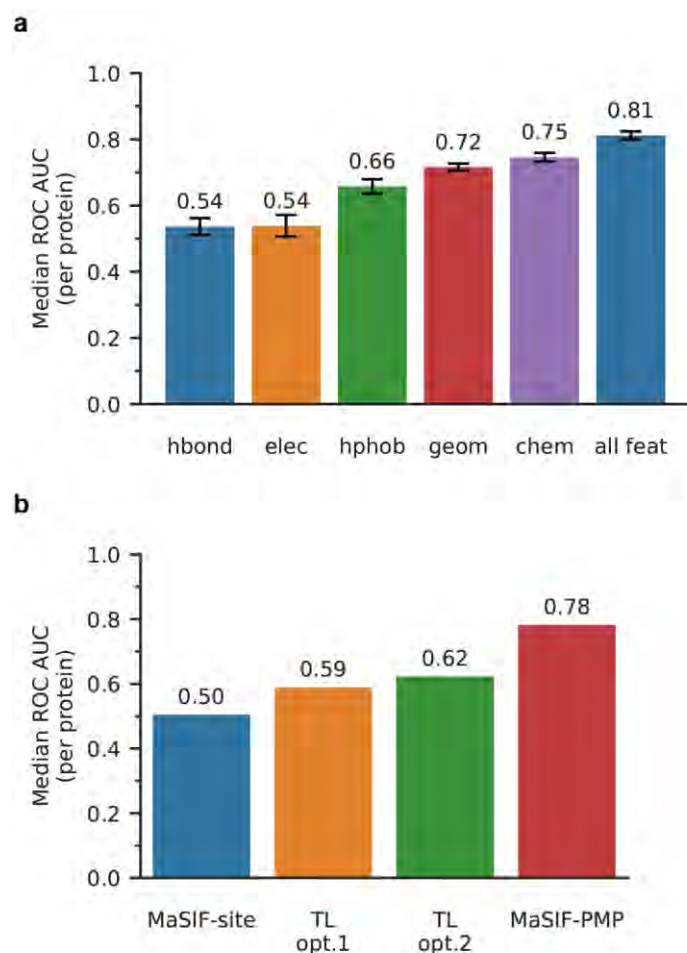 a
Median ROC AUC
(per protein)
1.0
0.8
0.6
0.4
0.2
0.0
0.54
0.54
0.66
0.72
0.75
0.81
hbond elec hphob geom chem all feat
b
Median ROC AUC
(per protein)
1.0
0.8
0.6
0.4
0.2
0.0
0.50
0.59
0.62
0.78
MaSIF-site TL TL MaSIF-PMP
opt.1 opt.2